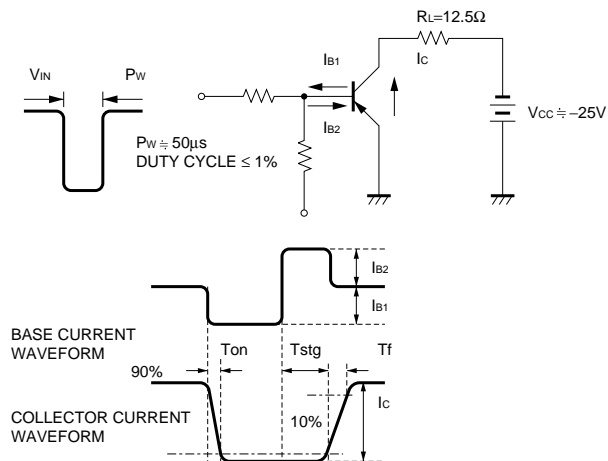 RL=12.5Ω
VIN
PW
IB1
IC
IB2
VCC≒−25V
PW≒50μs
DUTY CYCLE ≤ 1%
IB2
IB1
BASE CURRENT
WAVEFORM
Ton
Tstg
Tf
90%
IC
10%
COLLECTOR CURRENT
WAVEFORM